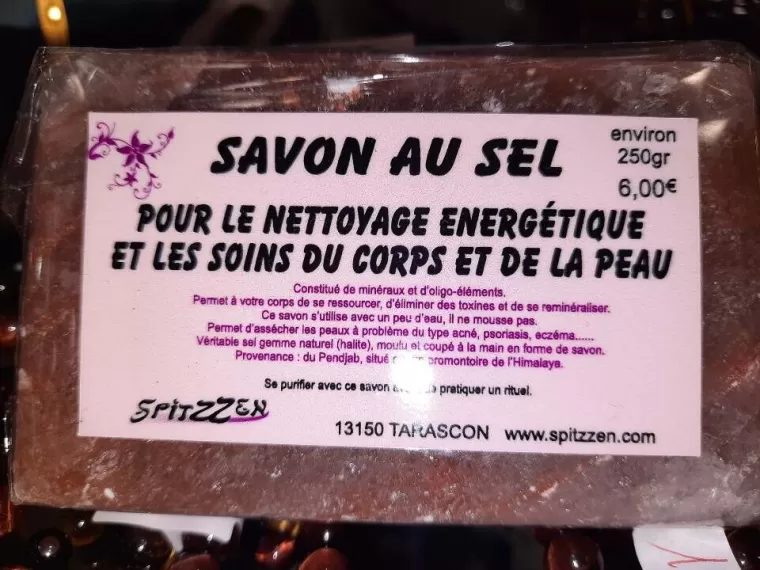 SAVON AU SEL
environ
250gr
6,00€
POUR LE NETTOYAGE ENERGÉTIQUE
ET LES SOINS DU CORPS ET DE LA PEAU
Constitué de minéraux et d'oligo-éléments.
Permet à votre corps de se ressourcer, d'éliminer des toxines et de se reminéraliser.
Ce savon s'utilise avec un peu d'eau, il ne mousse pas.
Permet d'assécher les peaux à problème du type acné, psoriasis, eczéma......
Véritable sel gemme naturel (halite), moulu et coupé à la main en forme de savon.
Provenance : du Pendjab, situé promontoire de l'Himalaya.
Se purifier avec ce savon pratiquer un rituel.
SPiTZZEN
13150 TARASCON www.spitzzen.com